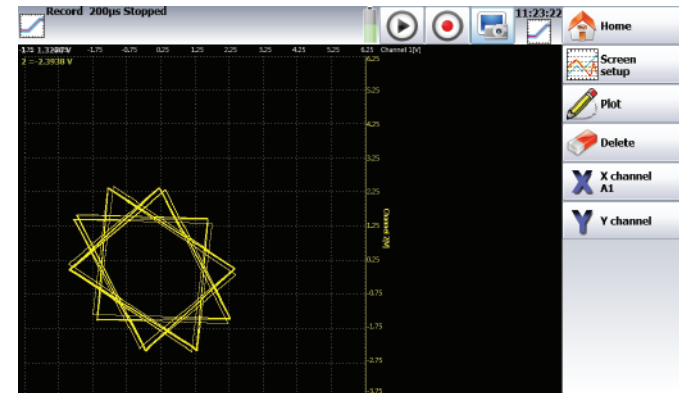 Record 200µs Stopped
11:23:22
Home
-1.75 -0.75 0.25 1.25 2.25 3.25 4.25 5.25 6.25 Channel 1[V]
2 =-2.3938 V
6.25
5.25
4.25
3.25
2.25
1.25
Channel 2[V]
0.25
-0.75
-1.75
-2.75
-3.75
Screen
setup
Plot
Delete
X channel
A1
Y channel